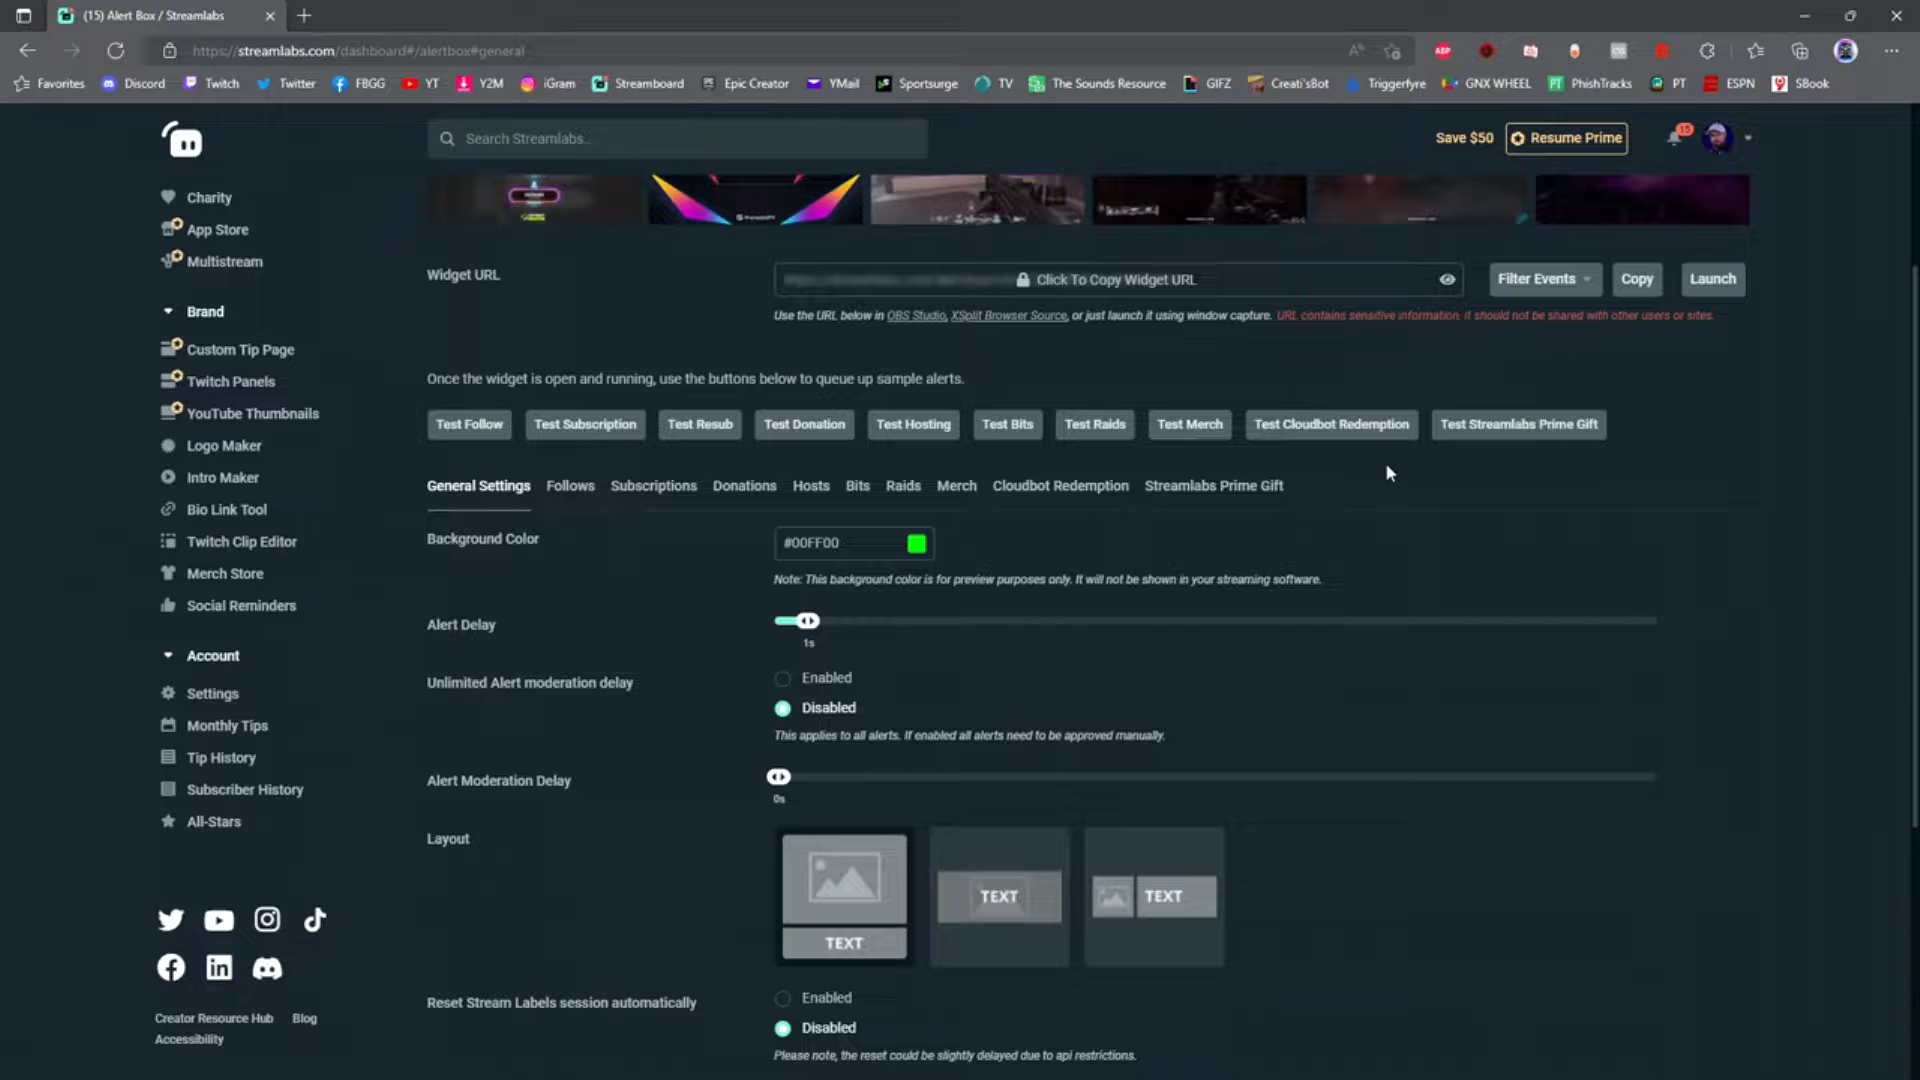 (15) Alert Box / Streamlabs
https://streamlabs.com/dashboard#/alertbox#general
Favorites Discord Twitch Twitter FBGG YT Y2M iGram Streamboard Epic Creator YMail Sportsurge TV The Sounds Resource GIFZ Creati'sBot Triggerfyre GNX WHEEL PhishTracks PT ESPN SBook
Search Streamlabs..
Save $50 Resume Prime 15
Charity
App Store
Multistream
Brand
Custom Tip Page
Twitch Panels
YouTube Thumbnails
Logo Maker
Intro Maker
Bio Link Tool
Twitch Clip Editor
Merch Store
Social Reminders
Account
Settings
Monthly Tips
Tip History
Subscriber History
All-Stars
Creator Resource Hub Blog
Accessibility
Widget URL
Click To Copy Widget URL
Filter Events Copy Launch
Use the URL below in OBS Studio, XSplit Browser Source, or just launch it using window capture. URL contains sensitive information, it should not be shared with other users or sites.
Once the widget is open and running, use the buttons below to queue up sample alerts.
Test Follow Test Subscription Test Resub Test Donation Test Hosting Test Bits Test Raids Test Merch Test Cloudbot Redemption Test Streamlabs Prime Gift
General Settings Follows Subscriptions Donations Hosts Bits Raids Merch Cloudbot Redemption Streamlabs Prime Gift
Background Color
#00FF00
Note: This background color is for preview purposes only. It will not be shown in your streaming software.
Alert Delay
1s
Unlimited Alert moderation delay
Enabled
Disabled
This applies to all alerts. If enabled all alerts need to be approved manually.
Alert Moderation Delay
0s
Layout
TEXT
TEXT
TEXT
Reset Stream Labels session automatically
Enabled
Disabled
Please note, the reset could be slightly delayed due to api restrictions.